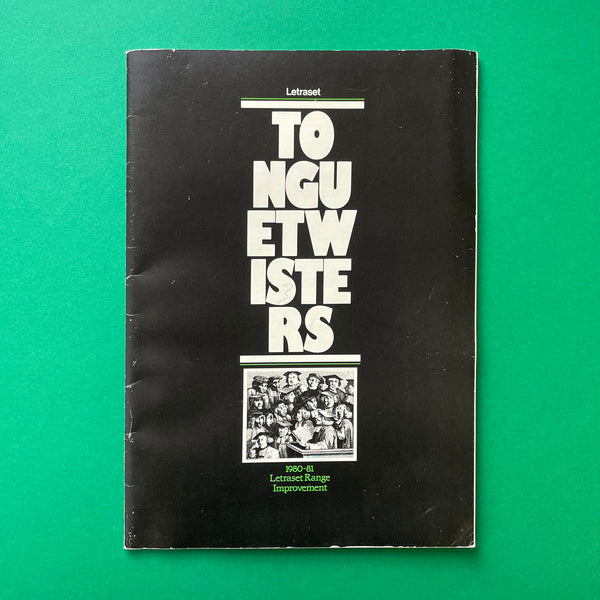 Letraset
TO
NGU
ETW
ISTE
RS
1980-81
Letraset Range
Improvement